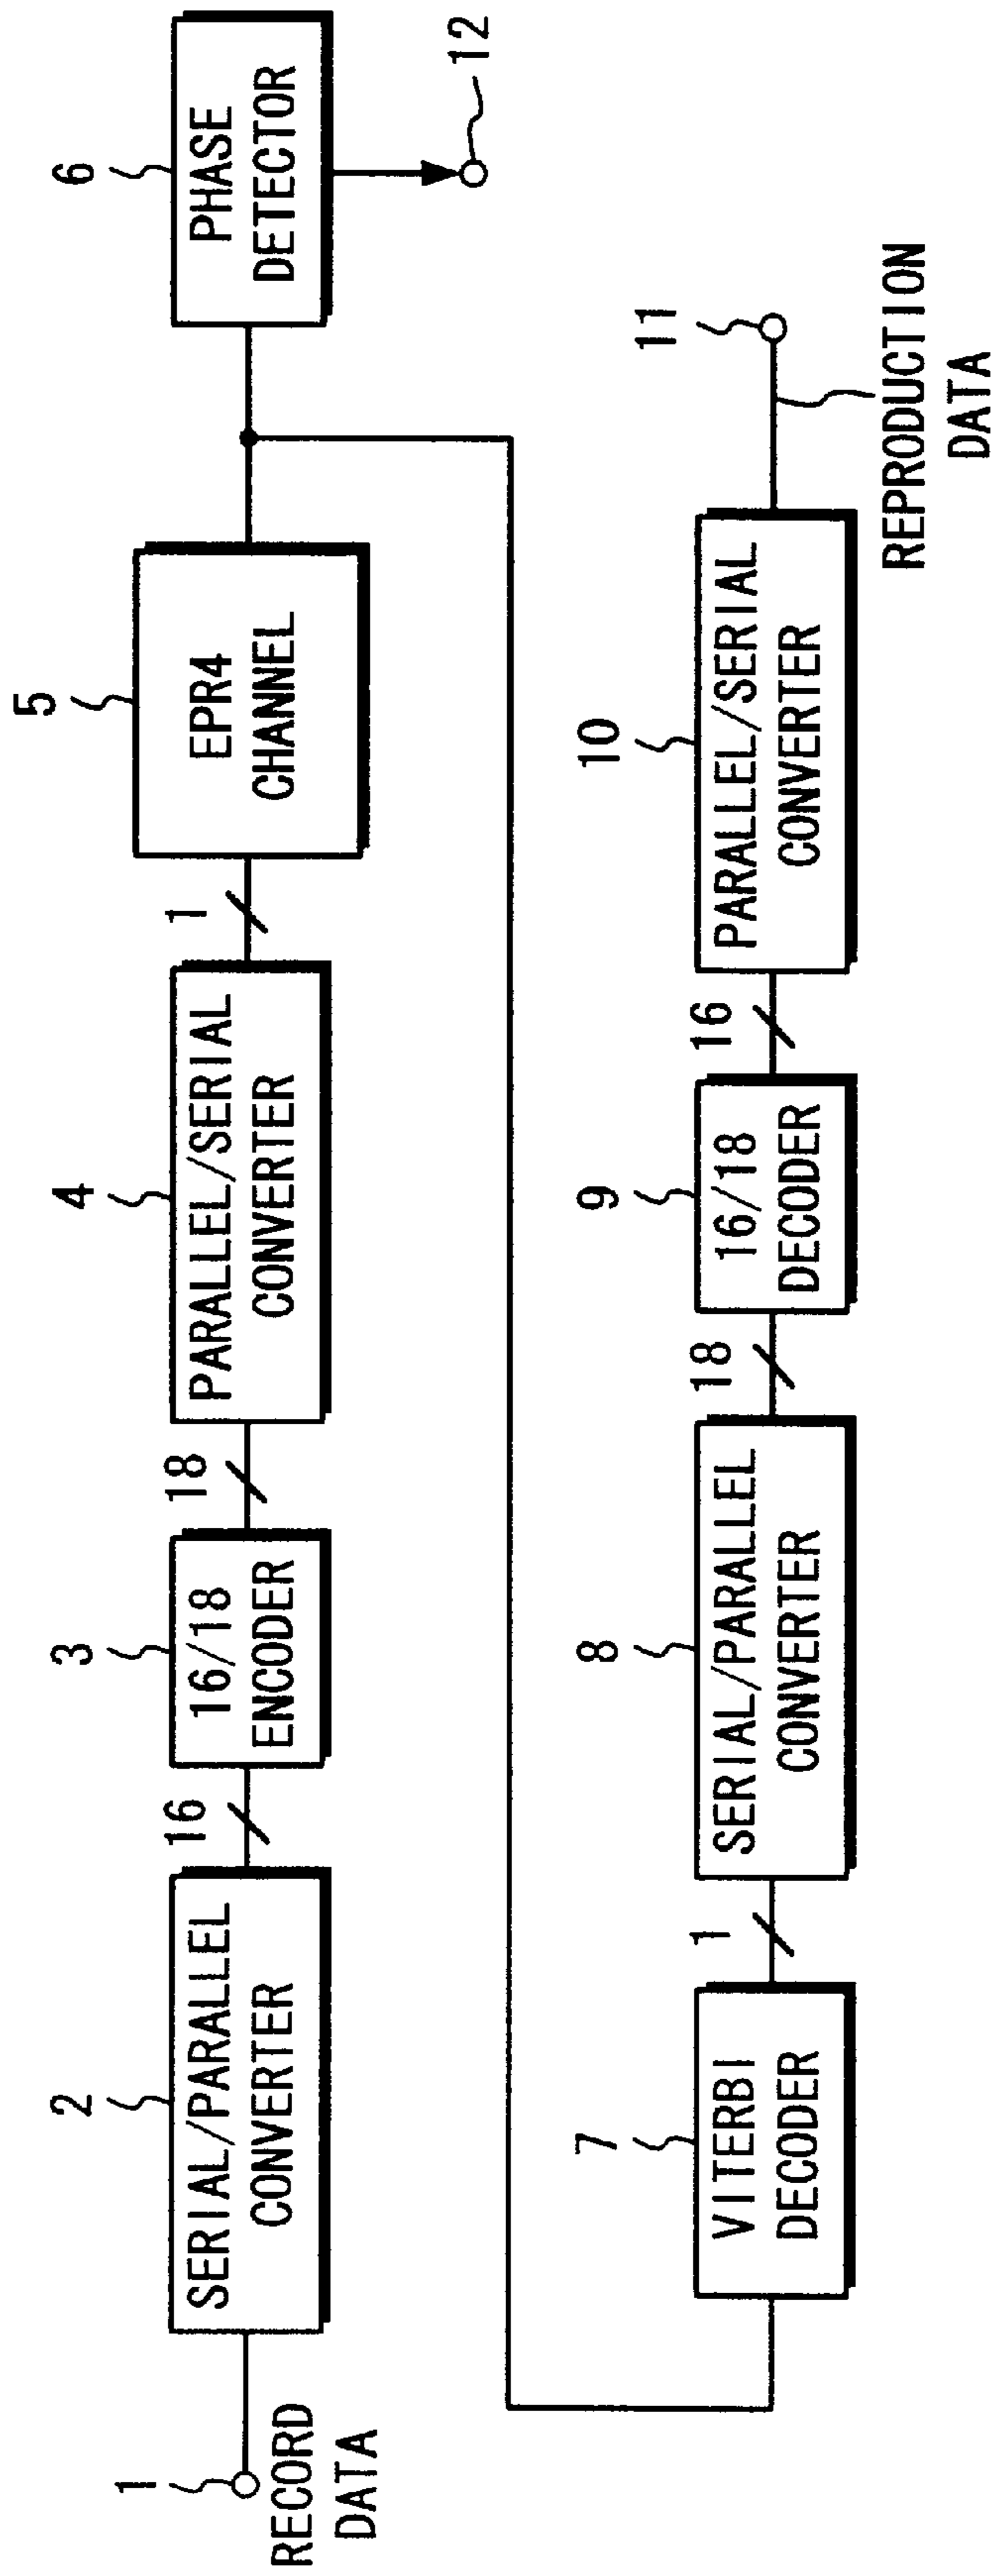 1
RECORD
DATA
2
SERIAL/PARALLEL
CONVERTER
16
3
16/18
ENCODER
18
4
PARALLEL/SERIAL
CONVERTER
1
5
EPR4
CHANNEL
6
PHASE
DETECTOR
12
7
VITERBI
DECODER
1
8
SERIAL/PARALLEL
CONVERTER
18
9
16/18
DECODER
16
10
PARALLEL/SERIAL
CONVERTER
11
REPRODUCTION
DATA